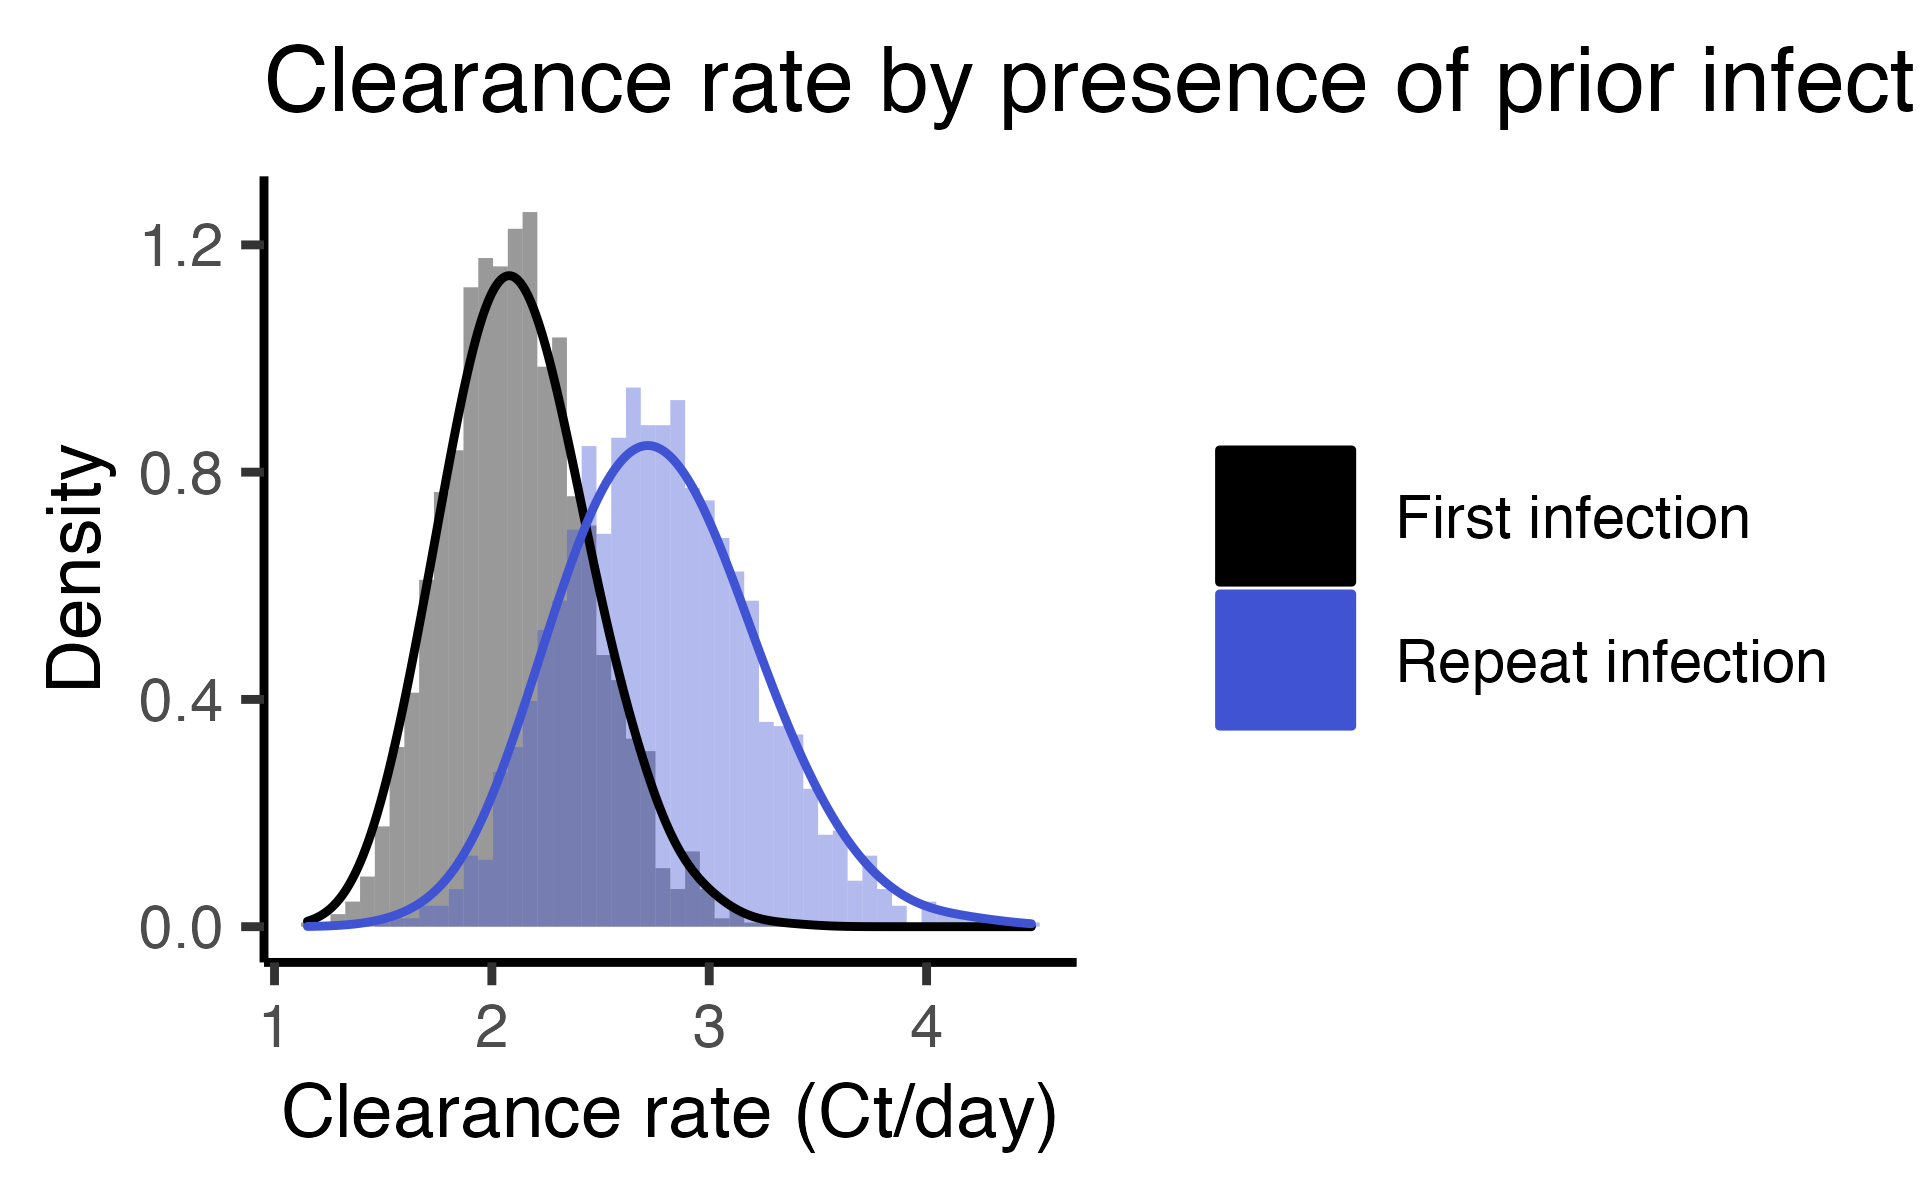 Clearance rate by presence of prior infect
1.2
0.8
0.4
0.0
Density
1 2 3 4
Clearance rate (Ct/day)
First infection
Repeat infection